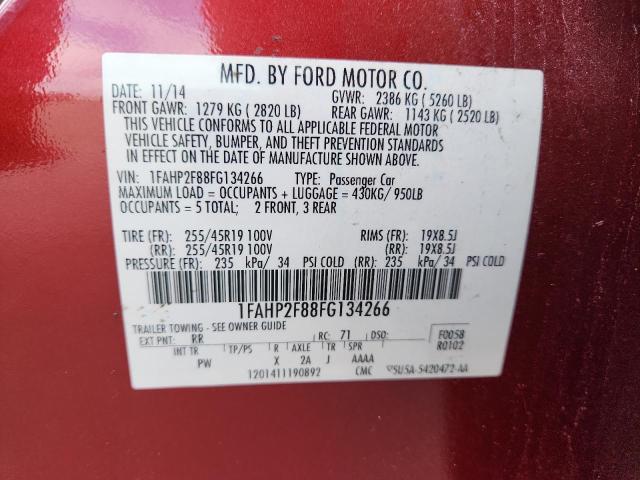 MFD. BY FORD MOTOR CO.
DATE: 11/14 GVWR: 2386 KG ( 5260 LB)
FRONT GAWR: 1279 KG ( 2820 LB) REAR GAWR: 1143 KG ( 2520 LB)
THIS VEHICLE CONFORMS TO ALL APPLICABLE FEDERAL MOTOR
VEHICLE SAFETY, BUMPER, AND THEFT PREVENTION STANDARDS
IN EFFECT ON THE DATE OF MANUFACTURE SHOWN ABOVE.
VIN: 1FAHP2F88FG134266 TYPE: Passenger Car
MAXIMUM LOAD = OCCUPANTS + LUGGAGE = 430KG/ 950LB
OCCUPANTS = 5 TOTAL; 2 FRONT, 3 REAR
TIRE (FR): 255/45R19 100V RIMS (FR): 19X8.5J
(RR): 255/45R19 100V (RR): 19X8.5J
PRESSURE (FR): 235 kPa/ 34 PSI COLD (RR): 235 kPa/ 34 PSI COLD
1FAHP2F88FG134266
TRAILER TOWING - SEE OWNER GUIDE
EXT PNT: RR RC: 71 DSO: F0058
R0102
INT TR TP/PS R AXLE TR SPR
PW X 2A J AAAA
1201411190892 CMC 5U5A-5420472-AA